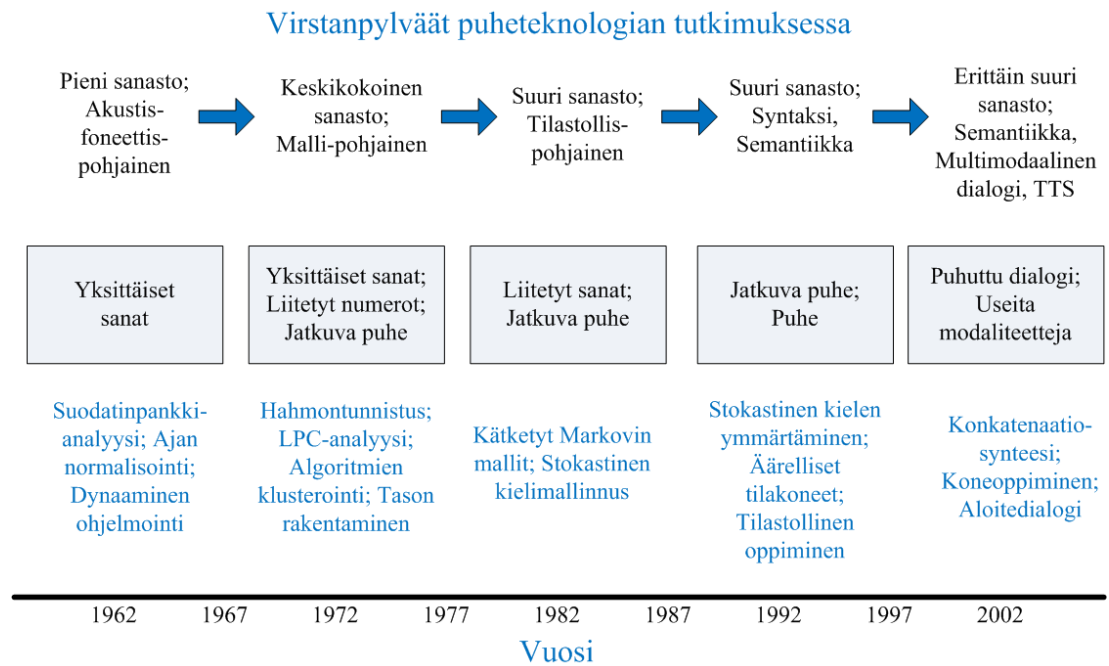 Virstanpylväät puheteknologian tutkimuksessa
Pieni sanasto;
Akustis-
foneettis-
pohjainen
Keskikokoinen
sanasto;
Malli-pohjainen
Suuri sanasto;
Tilastollis-
pohjainen
Suuri sanasto;
Syntaksi,
Semantiikka
Erittäin suuri
sanasto;
Semantiikka,
Multimodaalinen
dialogi, TTS
Yksittäiset
sanat
Yksittäiset sanat;
Liitetyt numerot;
Jatkuva puhe
Liitetyt sanat;
Jatkuva puhe
Jatkuva puhe;
Puhe
Puhuttu dialogi;
Useita
modaliteetteja
Suodatinpankki-
analyysi; Ajan
normalisointi;
Dynaaminen
ohjelmointi
Hahmontunnistus;
LPC-analyysi;
Algoritmien
klusterointi; Tason
rakentaminen
Kätketyt Markovin
mallit; Stokastinen
kielimallinnus
Stokastinen kielen
ymmärtäminen;
Äärelliset
tilakoneet;
Tilastollinen
oppiminen
Konkatenaatio-
synteesi;
Koneoppiminen;
Aloitedialogi
1962 1967 1972 1977 1982 1987 1992 1997 2002
Vuosi